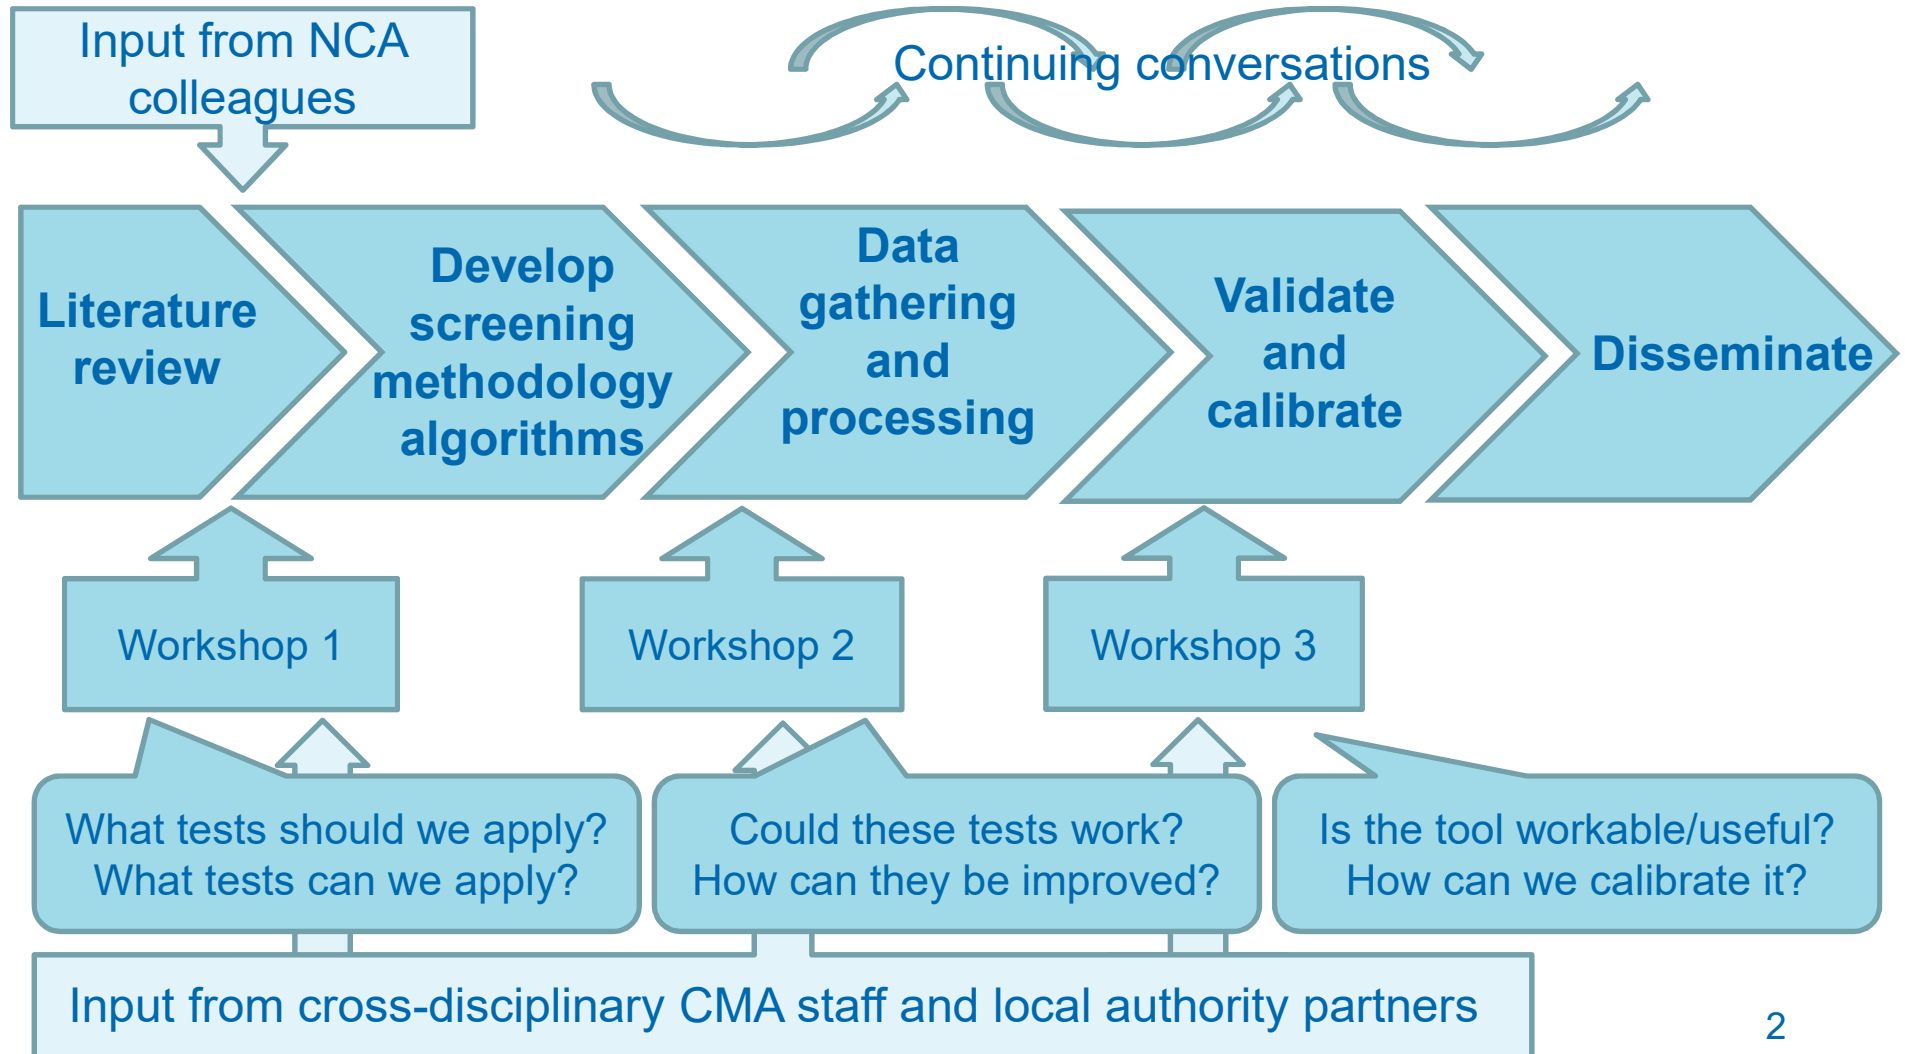 Input from NCA
colleagues
Continuing conversations
Literature
review
Develop
screening
methodology
algorithms
Data
gathering
and
processing
Validate
and
calibrate
Disseminate
Workshop 1
Workshop 2
Workshop 3
What tests should we apply?
What tests can we apply?
Could these tests work?
How can they be improved?
Is the tool workable/useful?
How can we calibrate it?
Input from cross-disciplinary CMA staff and local authority partners
2